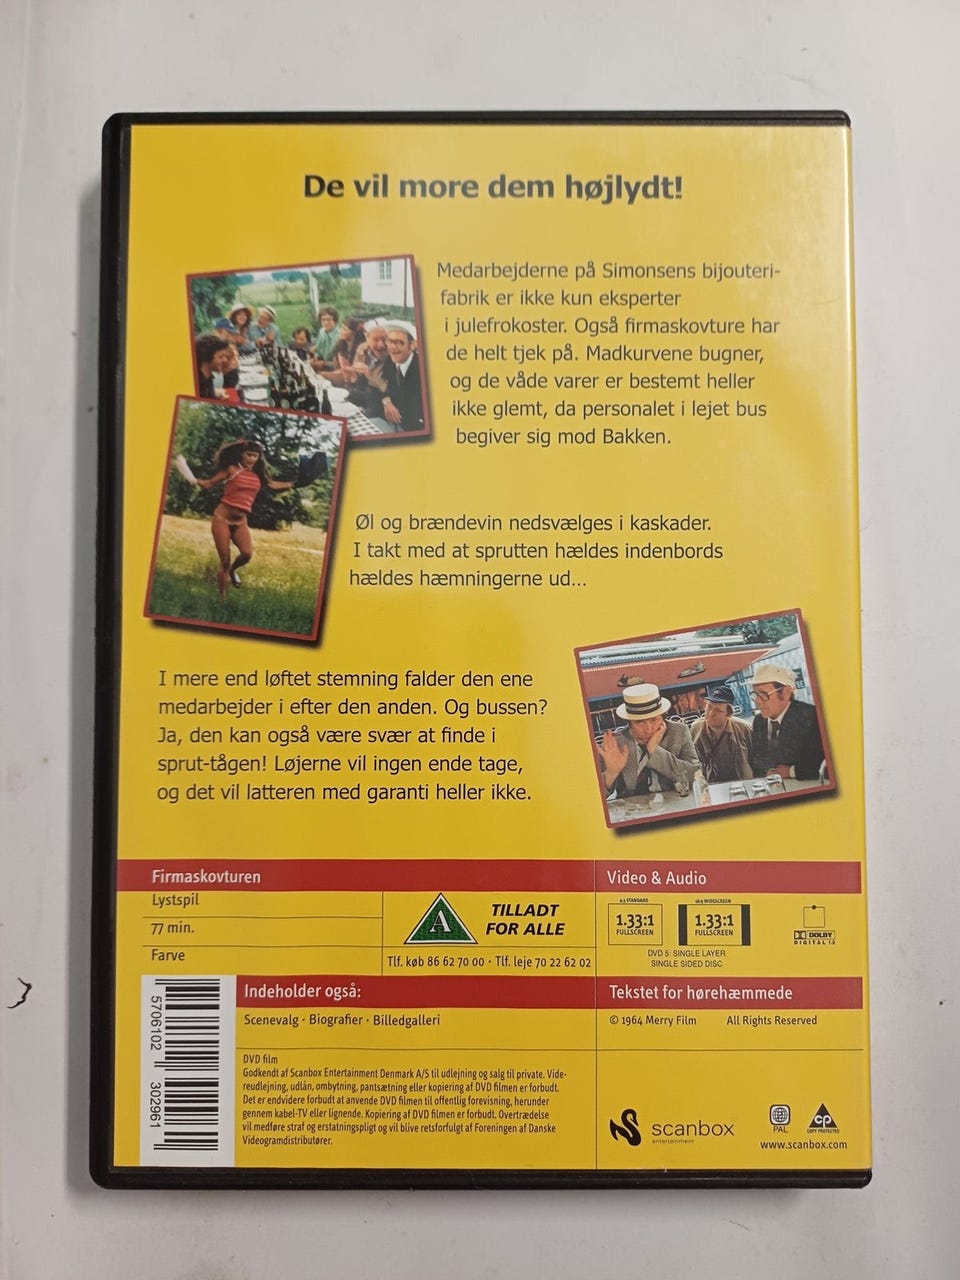 De vil more dem højlydt!
Medarbejderne på Simonsens bijouteri-
fabrik er ikke kun eksperter
i julefrokoster. Også firmaskovture har
de helt tjek på. Madkurvene bugner,
og de våde varer er bestemt heller
ikke glemt, da personalet i lejet bus
begiver sig mod Bakken.
Øl og brændevin nedsvælges i kaskader.
I takt med at sprutten hældes indenbords
hældes hæmningerne ud...
I mere end løftet stemning falder den ene
medarbejder i efter den anden. Og bussen?
Ja, den kan også være svær at finde i
sprut-tågen! Løjerne vil ingen ende tage,
og det vil latteren med garanti heller ikke.
Firmaskovturen
Lystspil
77 min.
Farve
A
TILLADT
FOR ALLE
Tlf. køb 86 62 70 00 · Tlf. leje 70 22 62 02
Video & Audio
4:3 STANDARD
1.33:1
FULLSCREEN
16:9 WIDESCREEN
1.33:1
FULLSCREEN
DOLBY
DIGITAL 1.0
DVD 5: SINGLE LAYER
SINGLE SIDED DISC
Indeholder også:
Scenevalg · Biografier · Billedgalleri
Tekstet for hørehæmmede
© 1964 Merry Film All Rights Reserved
DVD film
Godkendt af Scanbox Entertainment Denmark A/S til udlejning og salg til private. Vide-
reudlejning, udlån, ombytning, pantsætning eller kopiering af DVD filmen er forbudt.
Det er endvidere forbudt at anvende DVD filmen til offentlig forevisning, herunder
gennem kabel-TV eller lignende. Kopiering af DVD filmen er forbudt. Overtrædelse
vil medføre straf og erstatningspligt og vil blive retsforfulgt af Foreningen af Danske
Videogramdistributører.
5706102 302961
scanbox
entertainment
PAL
CP
COPY PROTECTED
www.scanbox.com